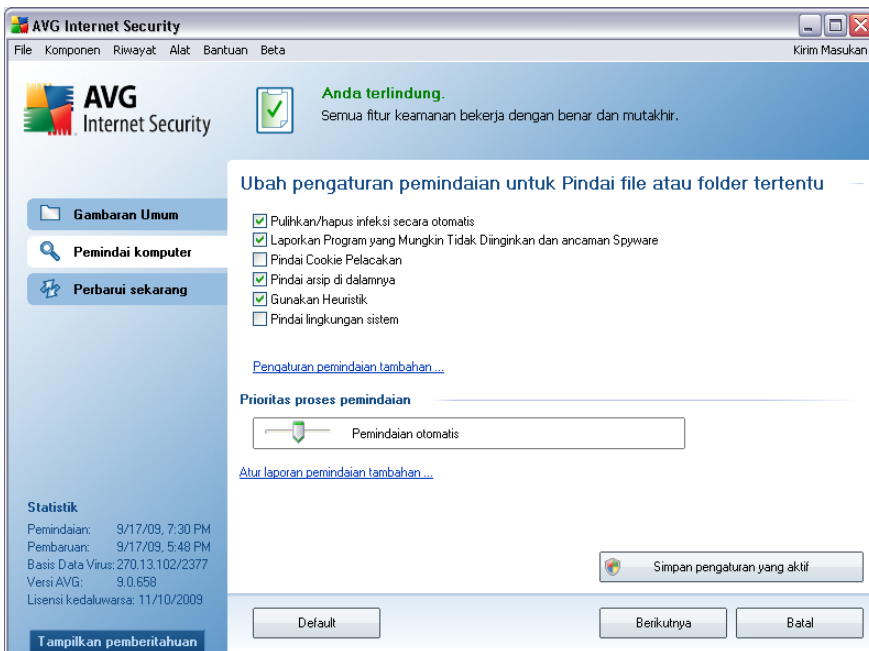 AVG Internet Security
File Komponen Riwayat Alat Bantuan Beta Kirim Masukan
AVG
Internet Security
Anda terlindung.
Semua fitur keamanan bekerja dengan benar dan mutakhir.
Gambaran Umum
Pemindai komputer
Perbarui sekarang
Ubah pengaturan pemindaian untuk Pindai file atau folder tertentu
Pulihkan/hapus infeksi secara otomatis
Laporkan Program yang Mungkin Tidak Diinginkan dan ancaman Spyware
Pindai Cookie Pelacakan
Pindai arsip di dalamnya
Gunakan Heuristik
Pindai lingkungan sistem
Pengaturan pemindaian tambahan ...
Prioritas proses pemindaian
Pemindaian otomatis
Atur laporan pemindaian tambahan ...
Statistik
Pemindaian: 9/17/09, 7:30 PM
Pembaruan: 9/17/09, 5:48 PM
Basis Data Virus: 270.13.102/2377
Versi AVG: 9.0.658
Lisensi kedaluwarsa: 11/10/2009
Tampilkan pemberitahuan
Simpan pengaturan yang aktif
Default
Berikutnya
Batal